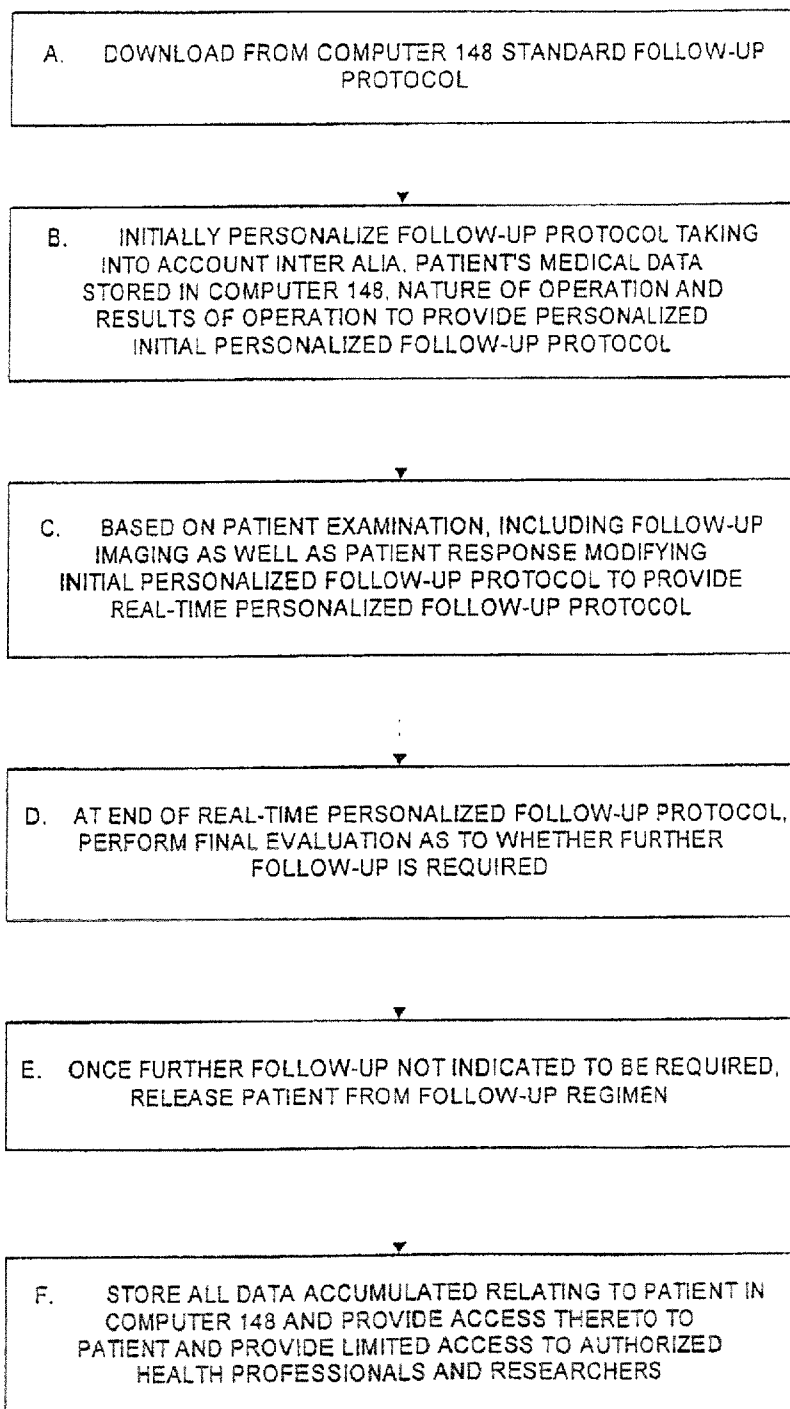 A. DOWNLOAD FROM COMPUTER 148 STANDARD FOLLOW-UP
PROTOCOL
B. INITIALLY PERSONALIZE FOLLOW-UP PROTOCOL TAKING
INTO ACCOUNT INTER ALIA, PATIENT'S MEDICAL DATA
STORED IN COMPUTER 148, NATURE OF OPERATION AND
RESULTS OF OPERATION TO PROVIDE PERSONALIZED
INITIAL PERSONALIZED FOLLOW-UP PROTOCOL
C. BASED ON PATIENT EXAMINATION, INCLUDING FOLLOW-UP
IMAGING AS WELL AS PATIENT RESPONSE MODIFYING
INITIAL PERSONALIZED FOLLOW-UP PROTOCOL TO PROVIDE
REAL-TIME PERSONALIZED FOLLOW-UP PROTOCOL
D. AT END OF REAL-TIME PERSONALIZED FOLLOW-UP PROTOCOL,
PERFORM FINAL EVALUATION AS TO WHETHER FURTHER
FOLLOW-UP IS REQUIRED
E. ONCE FURTHER FOLLOW-UP NOT INDICATED TO BE REQUIRED,
RELEASE PATIENT FROM FOLLOW-UP REGIMEN
F. STORE ALL DATA ACCUMULATED RELATING TO PATIENT IN
COMPUTER 148 AND PROVIDE ACCESS THERETO TO
PATIENT AND PROVIDE LIMITED ACCESS TO AUTHORIZED
HEALTH PROFESSIONALS AND RESEARCHERS